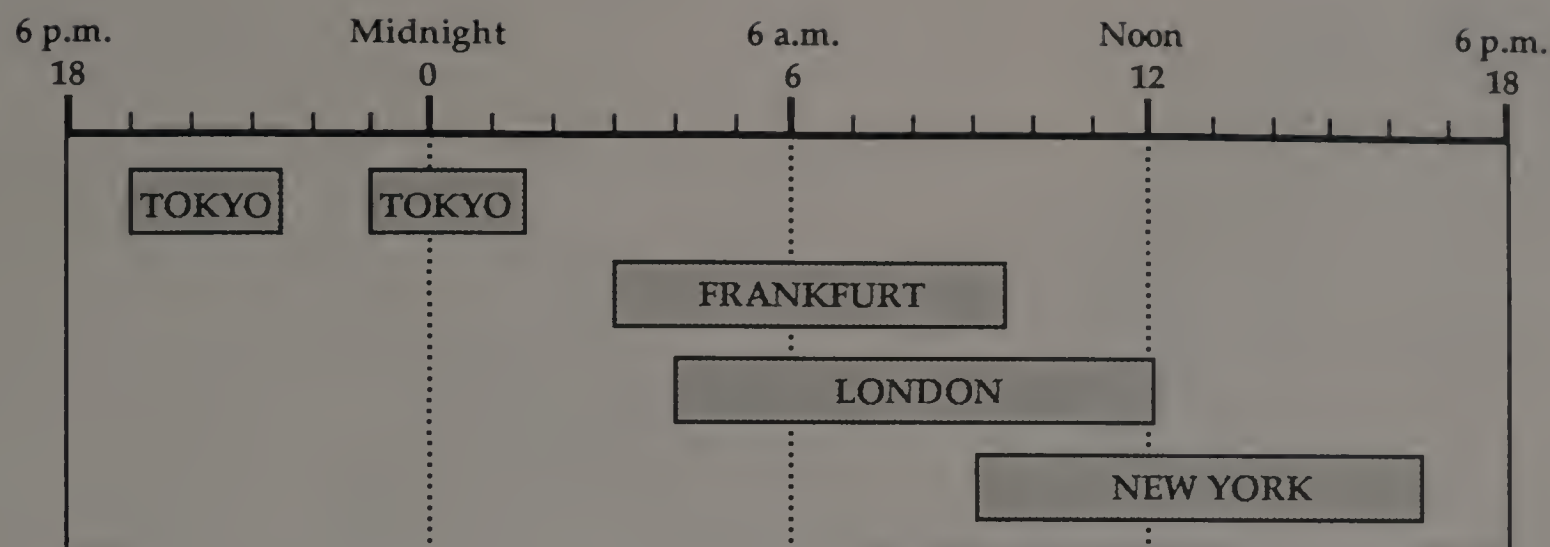 6 p.m. Midnight 6 a.m. Noon 6 p.m.
18 0 6 12 18
TOKYO TOKYO
FRANKFURT
LONDON
NEW YORK